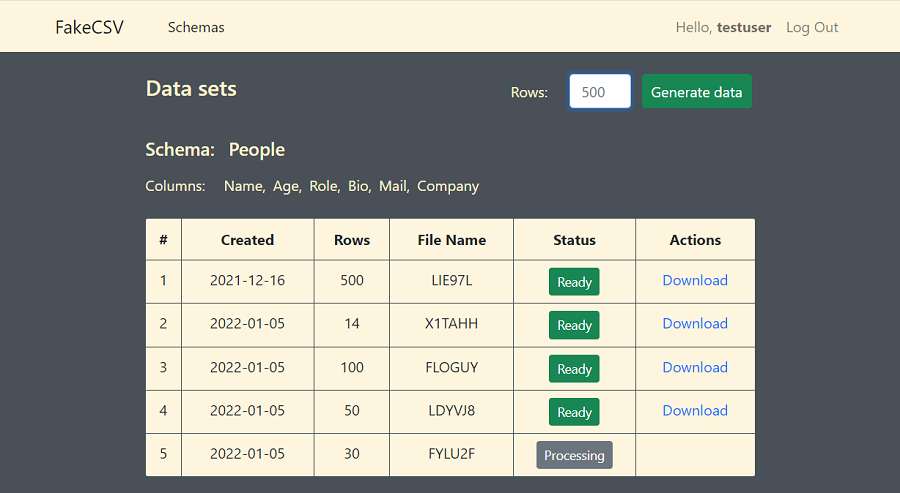 FakeCSV Schemas Hello, testuser Log Out
Data sets Rows: 500 Generate data
Schema: People
Columns: Name, Age, Role, Bio, Mail, Company
# Created Rows File Name Status Actions
1 2021-12-16 500 LIE97L Ready Download
2 2022-01-05 14 X1TAHH Ready Download
3 2022-01-05 100 FLOGUY Ready Download
4 2022-01-05 50 LDYVJ8 Ready Download
5 2022-01-05 30 FYLU2F Processing